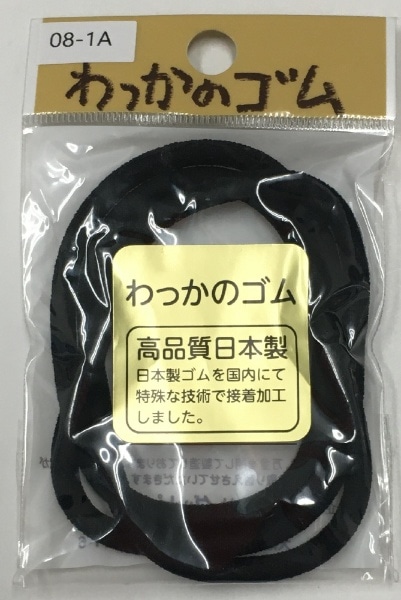 08-1A
わっかのゴム
わっかのゴム
高品質日本製
日本製ゴムを国内にて
特殊な技術で接着加工
しました。